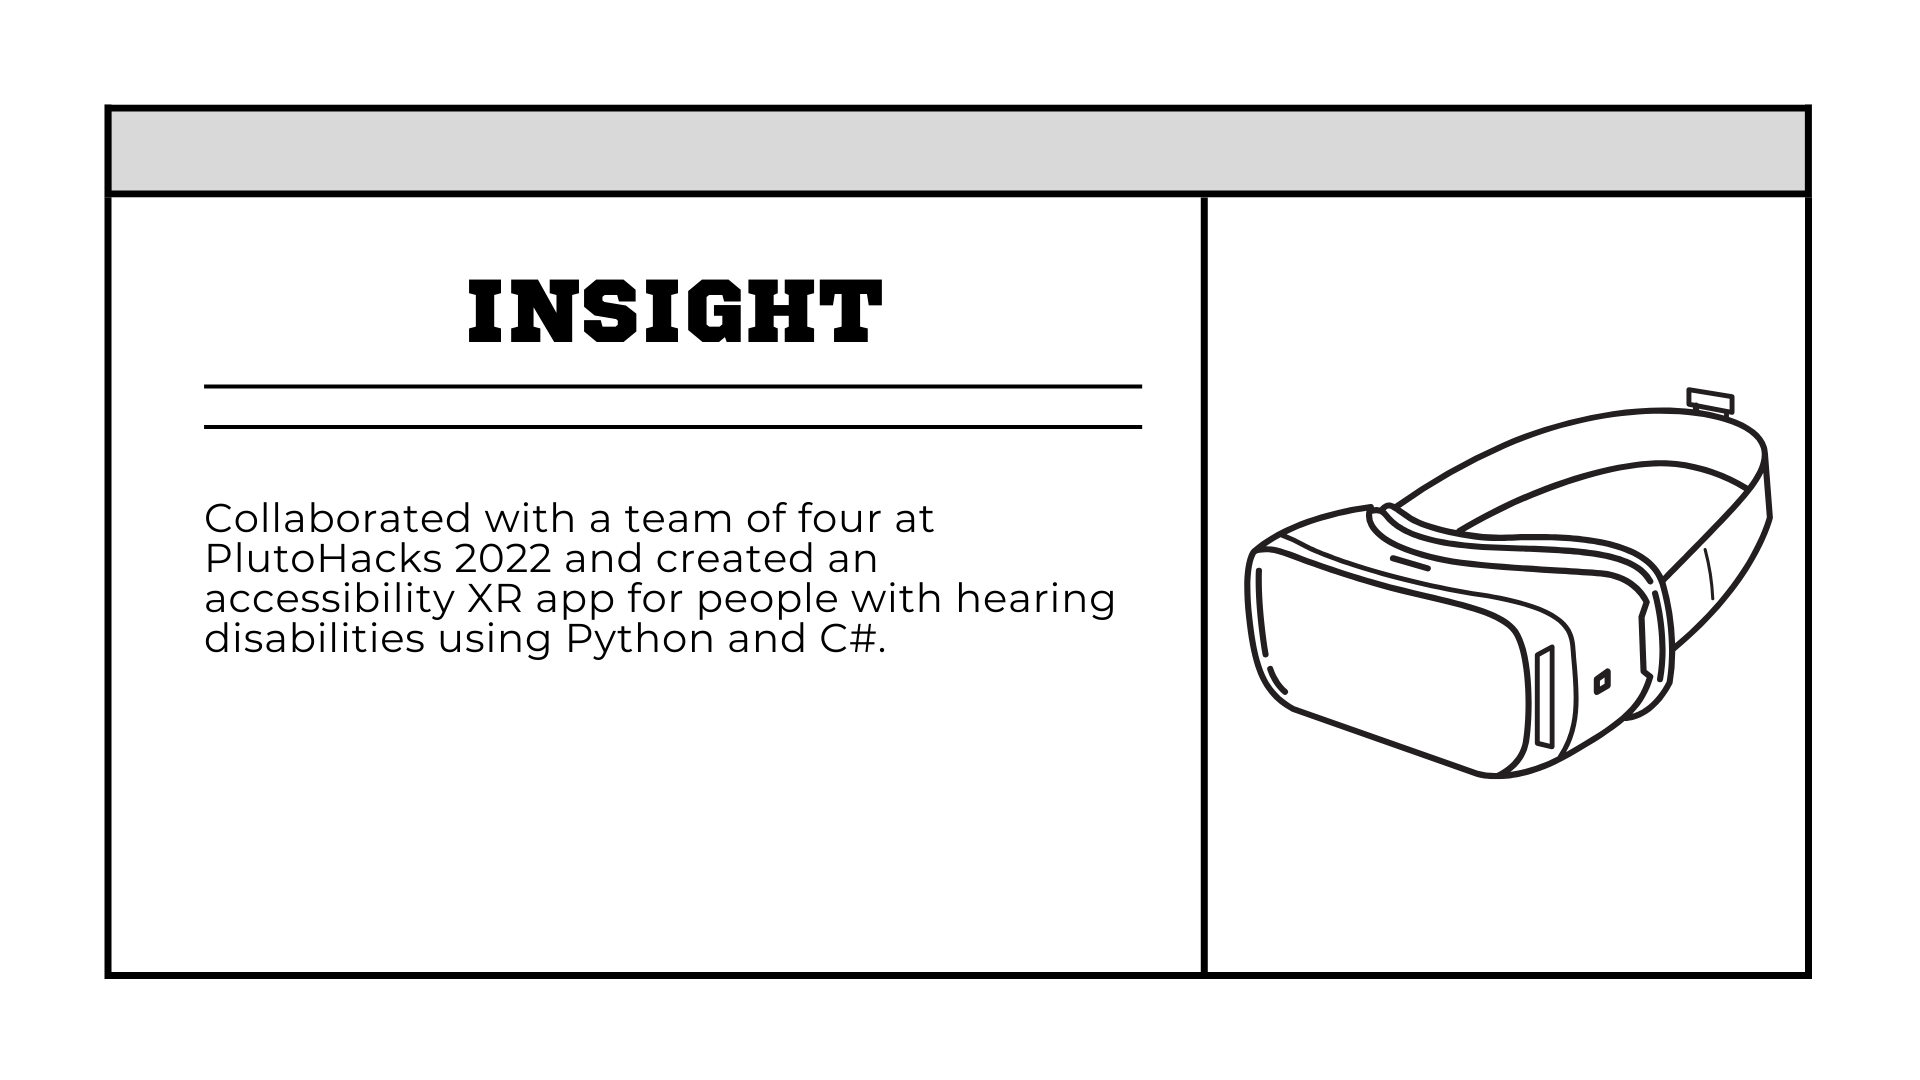 INSIGHT
Collaborated with a team of four at
PlutoHacks 2022 and created an
accessibility XR app for people with hearing
disabilities using Python and C#.